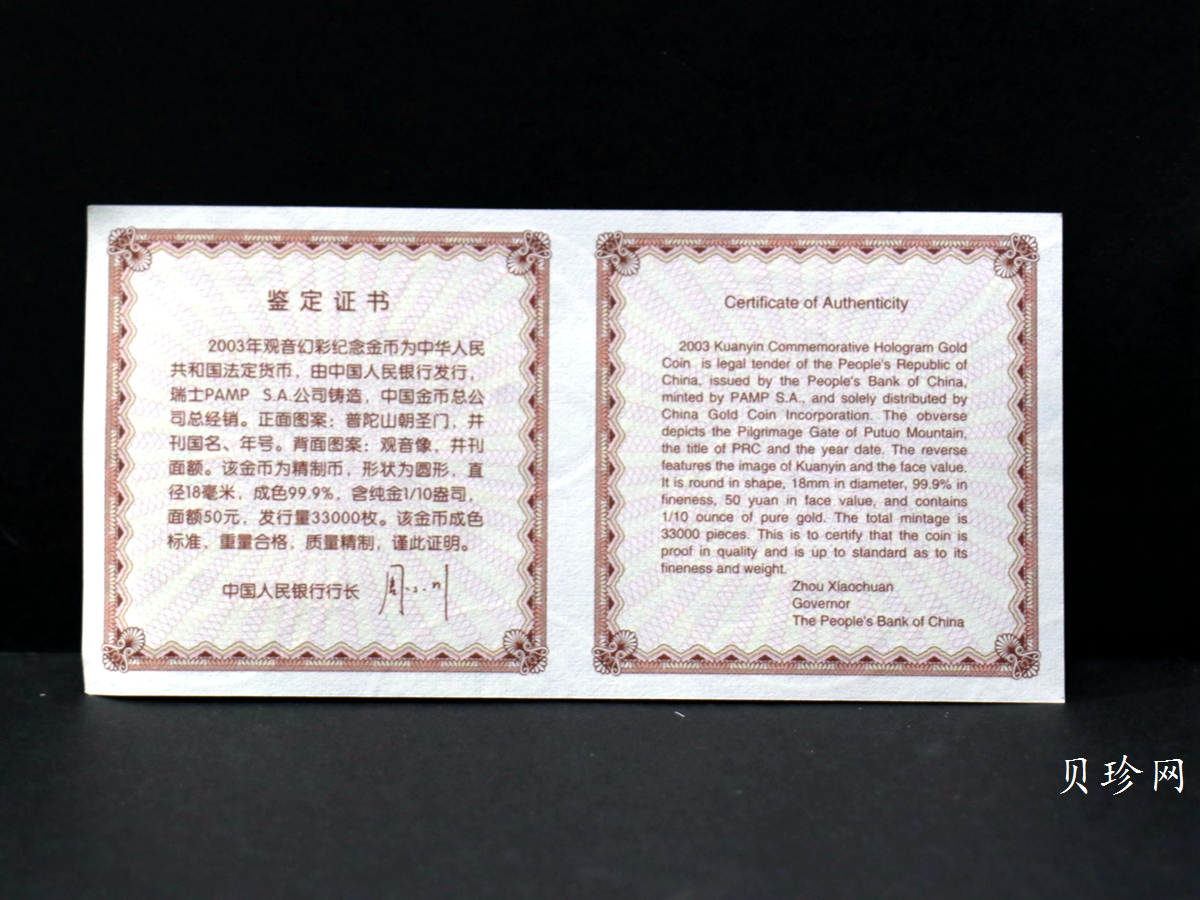 鉴定证书
2003年观音幻彩纪念金币为中华人民
共和国法定货币，由中国人民银行发行，
瑞士PAMP S.A.公司铸造，中国金币总公
司总经销。正面图案：普陀山朝圣门，并
刊国名、年号。背面图案：观音像，并刊
面额。该金币为精制币，形状为圆形，直
径18毫米，成色99.9%，含纯金1/10盎司，
面额50元，发行量33000枚。该金币成色
标准，重量合格，质量精制，谨此证明。
中国人民银行行长 周小川
Certificate of Authenticity
2003 Kuanyin Commemorative Hologram Gold
Coin is legal tender of the People's Republic of
China, issued by the People's Bank of China,
minted by PAMP S.A., and solely distributed by
China Gold Coin Incorporation. The obverse
depicts the Pilgrimage Gate of Putuo Mountain,
the title of PRC and the year date. The reverse
features the image of Kuanyin and the face value.
It is round in shape, 18mm in diameter, 99.9% in
fineness, 50 yuan in face value, and contains
1/10 ounce of pure gold. The total mintage is
33000 pieces. This is to certify that the coin is
proof in quality and is up to standard as to its
fineness and weight.
Zhou Xiaochuan
Governor
The People's Bank of China
贝珍网